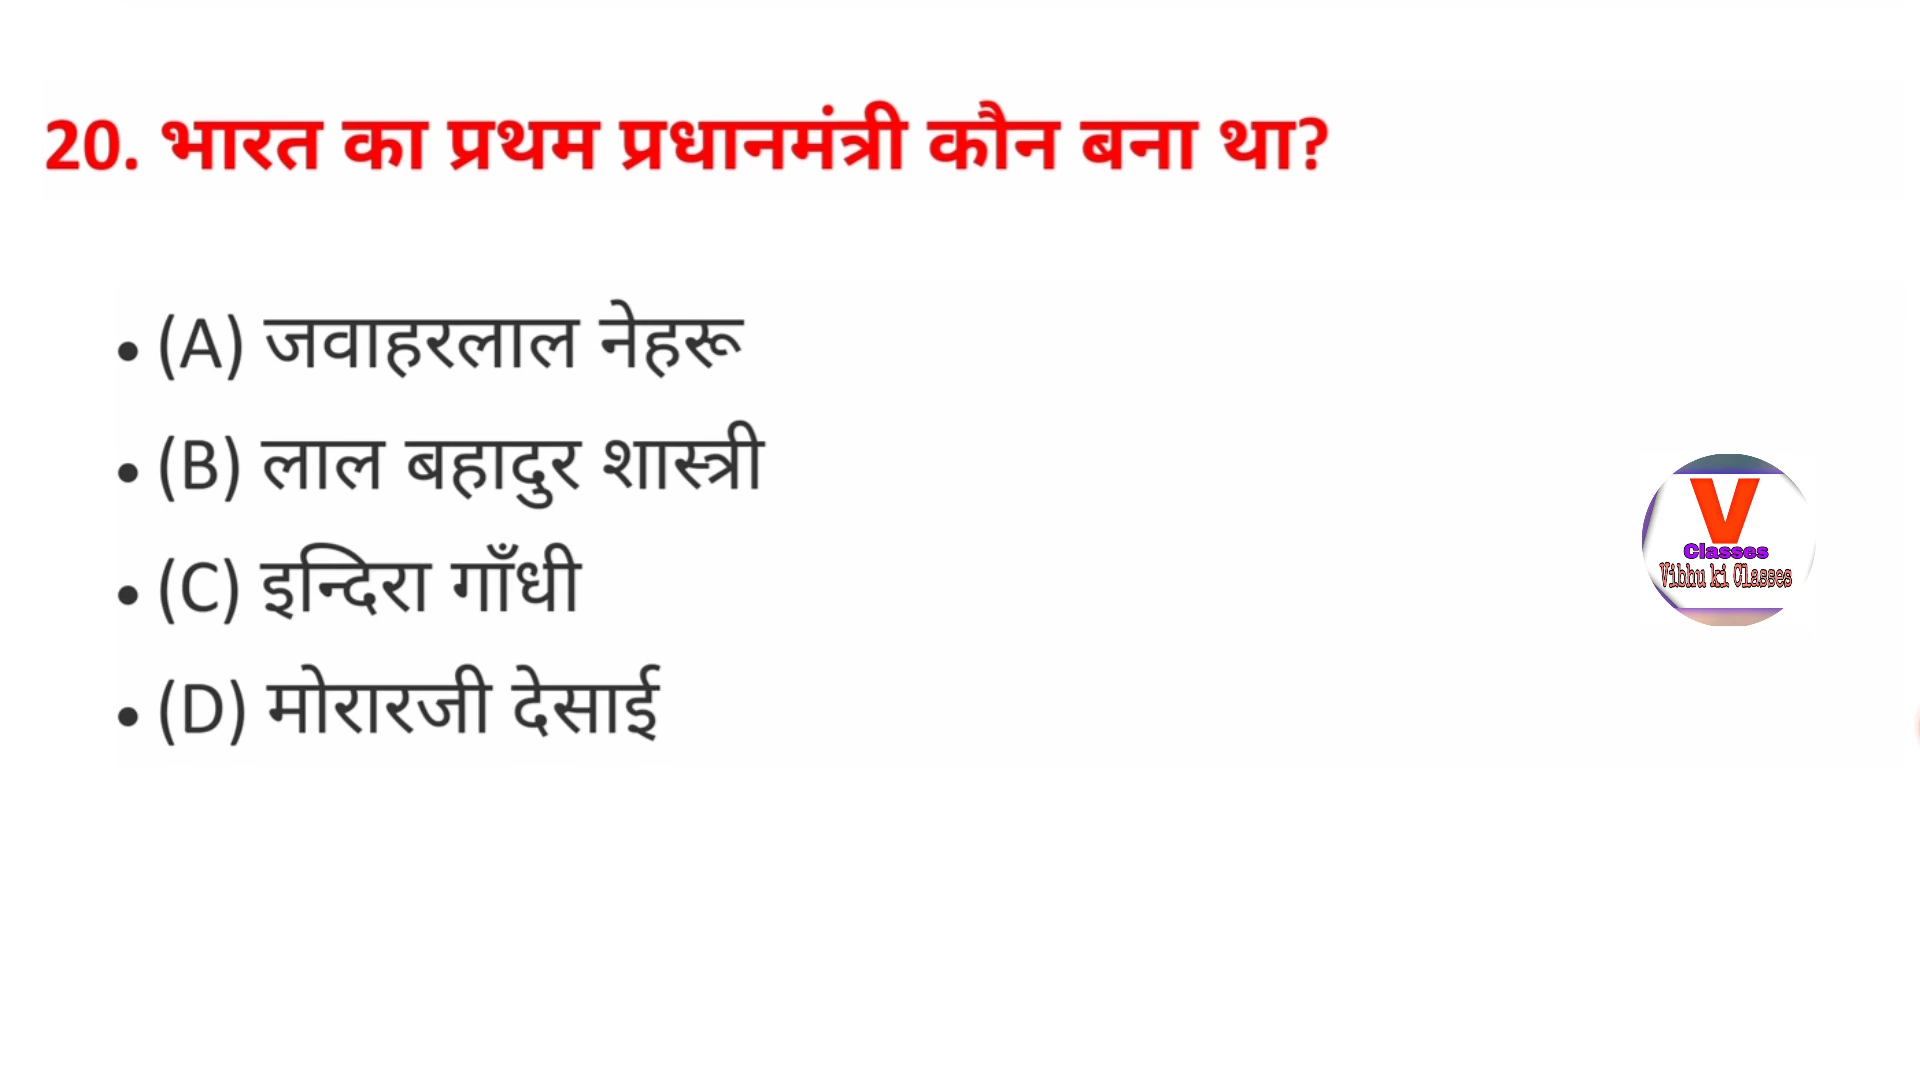 20. भारत का प्रथम प्रधानमंत्री कौन बना था?
• (A) जवाहरलाल नेहरू
• (B) लाल बहादुर शास्त्री
• (C) इन्दिरा गाँधी
• (D) मोरारजी देसाई
V
Classes
Vibhu ki Classes